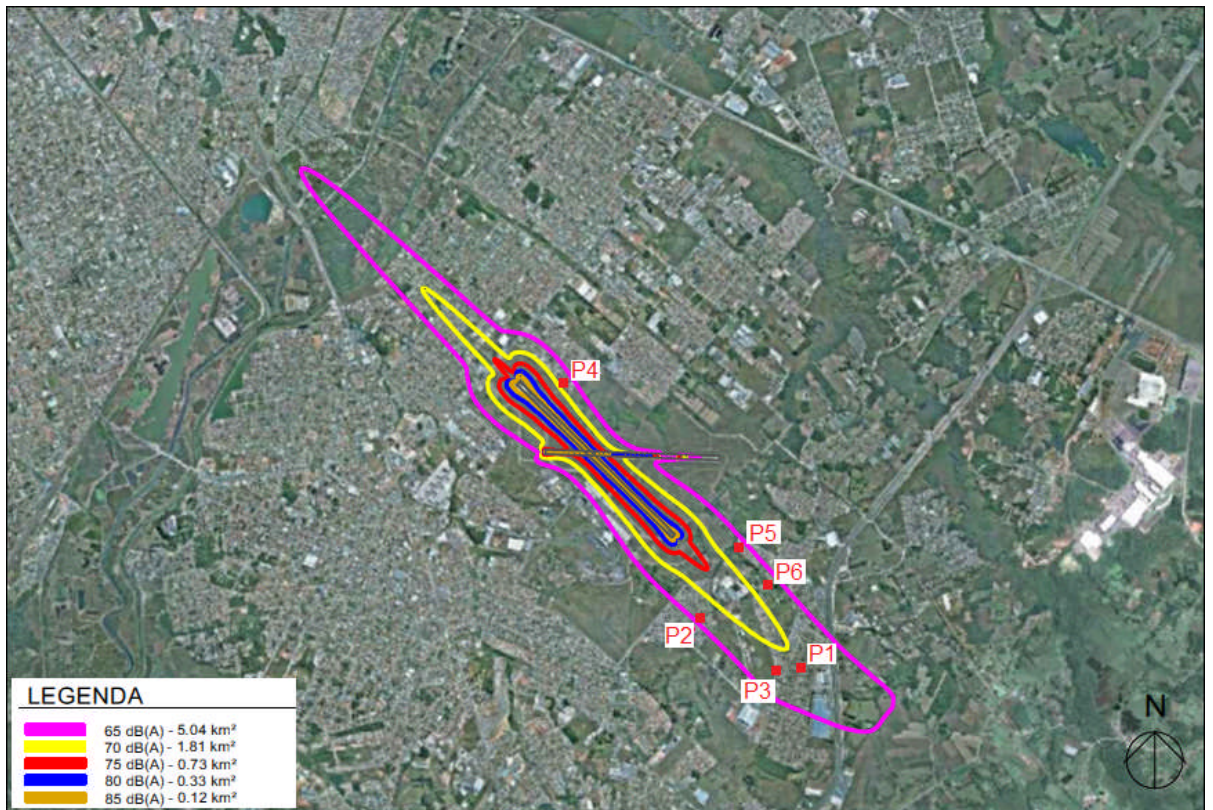 P4
P5
P6
P2
P1
P3
LEGENDA
65 dB(A) - 5.04 km²
70 dB(A) - 1.81 km²
75 dB(A) - 0.73 km²
80 dB(A) - 0.33 km²
85 dB(A) - 0.12 km²
N